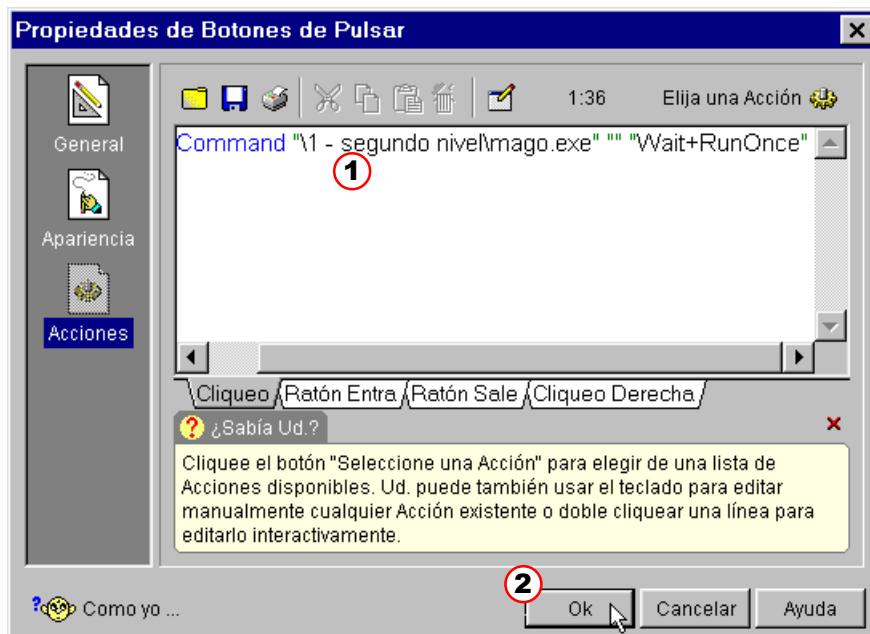 Propiedades de Botones de Pulsar
1:36 Elija una Acción
General
Apariencia
Acciones
Command "\1 - segundo nivel\mago.exe" "" "Wait+RunOnce"
1
Cliqueo Ratón Entra Ratón Sale Cliqueo Derecha
? ¿Sabía Ud.?
Cliquee el botón "Seleccione una Acción" para elegir de una lista de
Acciones disponibles. Ud. puede también usar el teclado para editar
manualmente cualquier Acción existente o doble cliquear una línea para
editarlo interactivamente.
2
? Como yo ...
Ok Cancelar Ayuda